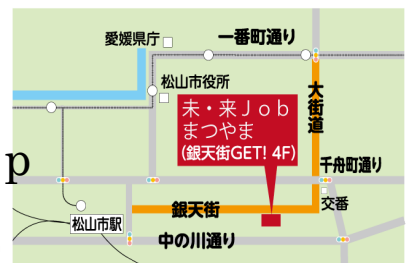 愛媛県庁
一番町通り
松山市役所
大街道
未・来Job
まつやま
(銀天街GET! 4F)
p
千舟町通り
銀天街
交番
松山市駅
中の川通り